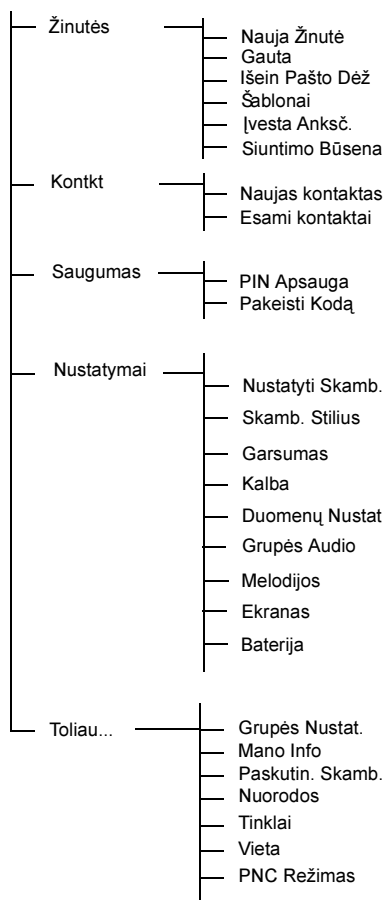 Žinutės
Nauja Žinutė
Gauta
Išein Pašto Dėž
Šablonai
Įvesta Anksč.
Siuntimo Būsena
Kontkt
Naujas kontaktas
Esami kontaktai
Saugumas
PIN Apsauga
Pakeisti Kodą
Nustatymai
Nustatyti Skamb.
Skamb. Stilius
Garsumas
Kalba
Duomenų Nustat
Grupės Audio
Melodijos
Ekranas
Baterija
Toliau...
Grupės Nustat.
Mano Info
Paskutin. Skamb.
Nuorodos
Tinklai
Vieta
PNC Režimas